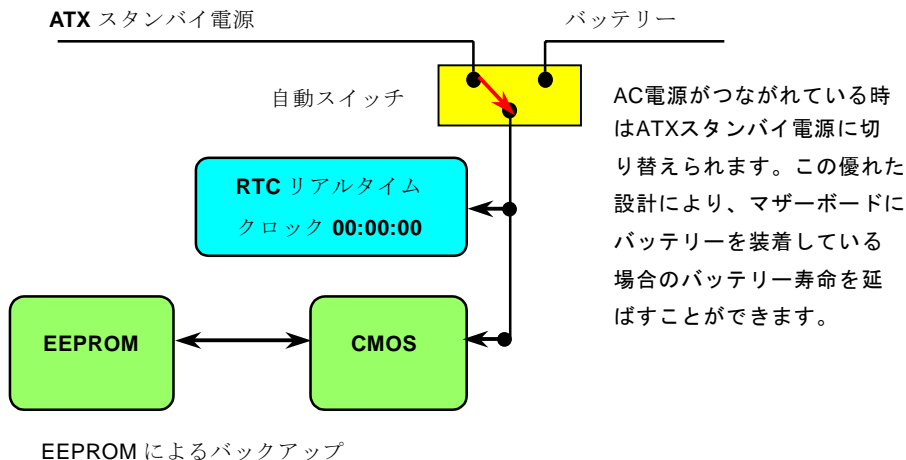 ATX スタンバイ電源
バッテリー
自動スイッチ
AC電源がつながれている時
はATXスタンバイ電源に切
り替えられます。この優れた
設計により、マザーボードに
バッテリーを装着している
場合のバッテリー寿命を延
ばすことができます。
RTC リアルタイム
クロック 00:00:00
EEPROM
CMOS
EEPROM によるバックアップ